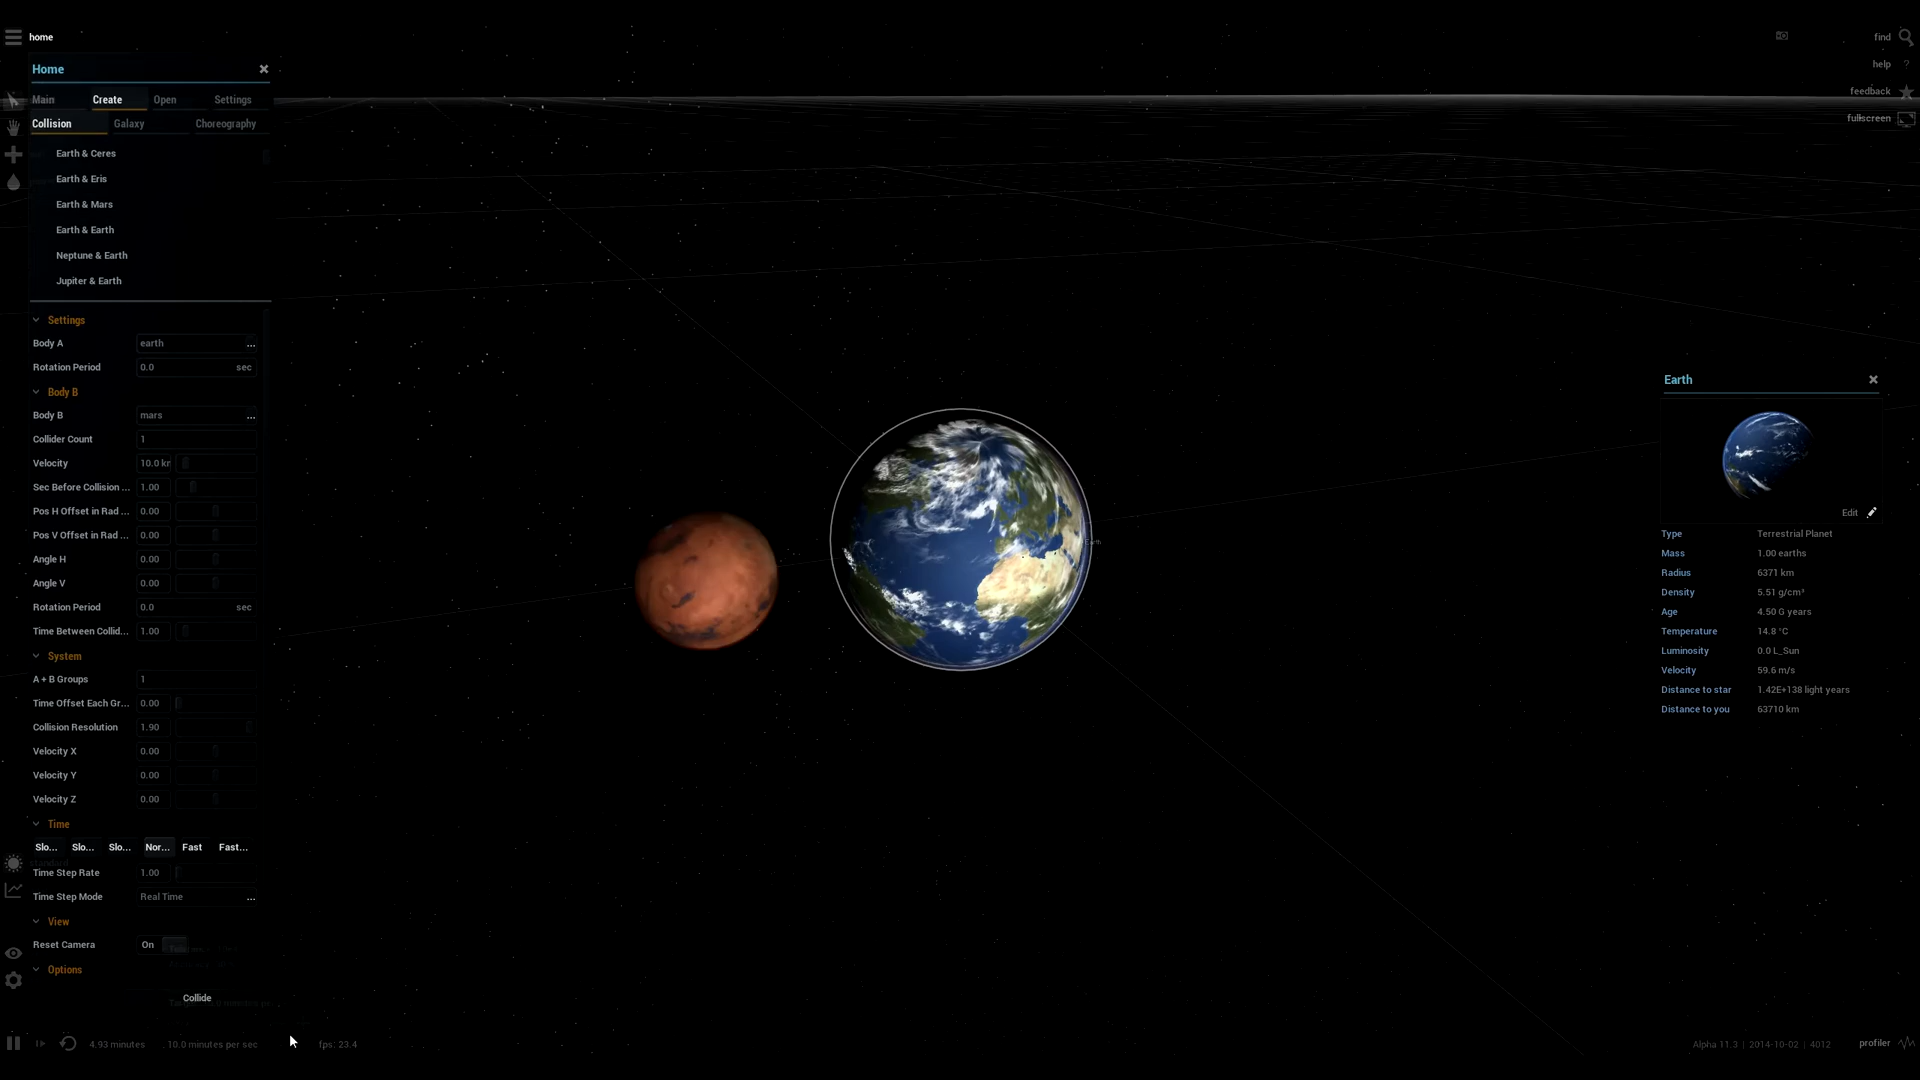 home
find
help ?
feedback
fullscreen
Home
Main Create Open Settings
Collision Galaxy Choreography
Earth & Ceres
Earth & Eris
Earth & Mars
Earth & Earth
Neptune & Earth
Jupiter & Earth
Settings
Body A earth ...
Rotation Period 0.0 sec
Body B
Body B mars ...
Collider Count 1
Velocity 10.0 kr
Sec Before Collision ... 1.00
Pos H Offset in Rad ... 0.00
Pos V Offset in Rad ... 0.00
Angle H 0.00
Angle V 0.00
Rotation Period 0.0 sec
Time Between Collid... 1.00
System
A + B Groups 1
Time Offset Each Gr... 0.00
Collision Resolution 1.90
Velocity X 0.00
Velocity Y 0.00
Velocity Z 0.00
Time
Slo... Slo... Slo... Nor... Fast Fast...
standard
Time Step Rate 1.00
Time Step Mode Real Time ...
View
Reset Camera On
Options
Collide
4.93 minutes 10.0 minutes per sec fps: 23.4
Earth
Earth
Edit
Type Terrestrial Planet
Mass 1.00 earths
Radius 6371 km
Density 5.51 g/cm³
Age 4.50 G years
Temperature 14.8 °C
Luminosity 0.0 L_Sun
Velocity 59.6 m/s
Distance to star 1.42E+138 light years
Distance to you 63710 km
Alpha 11.3 | 2014-10-02 | 4012
profiler